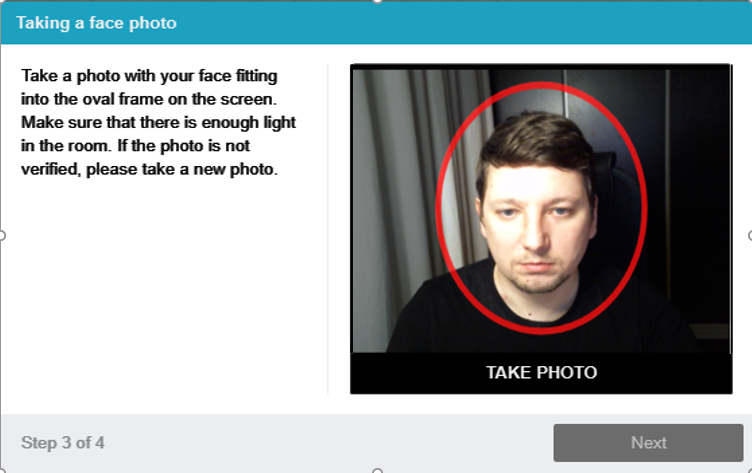 Taking a face photo
Take a photo with your face fitting
into the oval frame on the screen.
Make sure that there is enough light
in the room. If the photo is not
verified, please take a new photo.
TAKE PHOTO
Step 3 of 4
Next